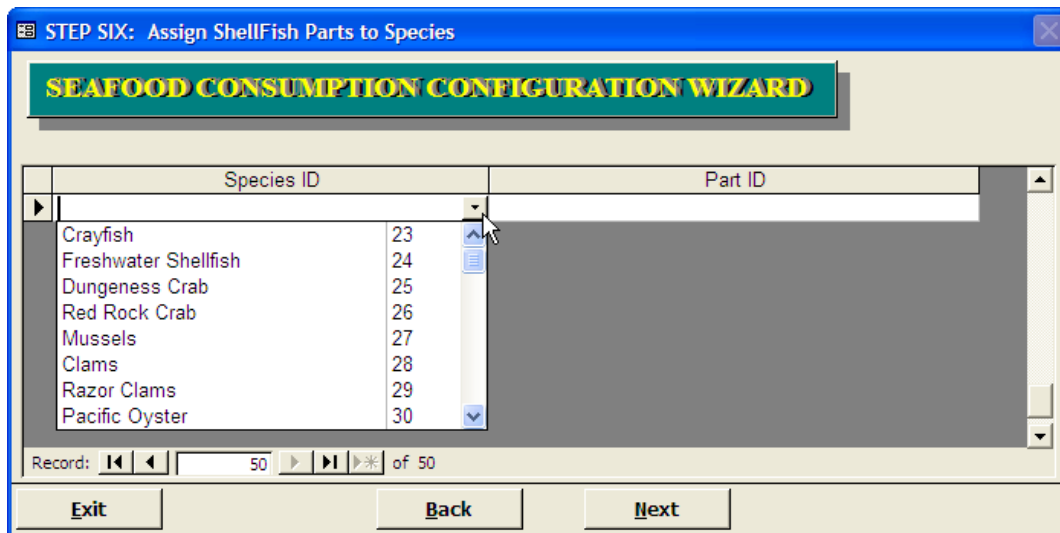 STEP SIX: Assign ShellFish Parts to Species
SEAFOOD CONSUMPTION CONFIGURATION WIZARD
Species ID Part ID
Crayfish 23
Freshwater Shellfish 24
Dungeness Crab 25
Red Rock Crab 26
Mussels 27
Clams 28
Razor Clams 29
Pacific Oyster 30
Record: 50 of 50
Exit Back Next